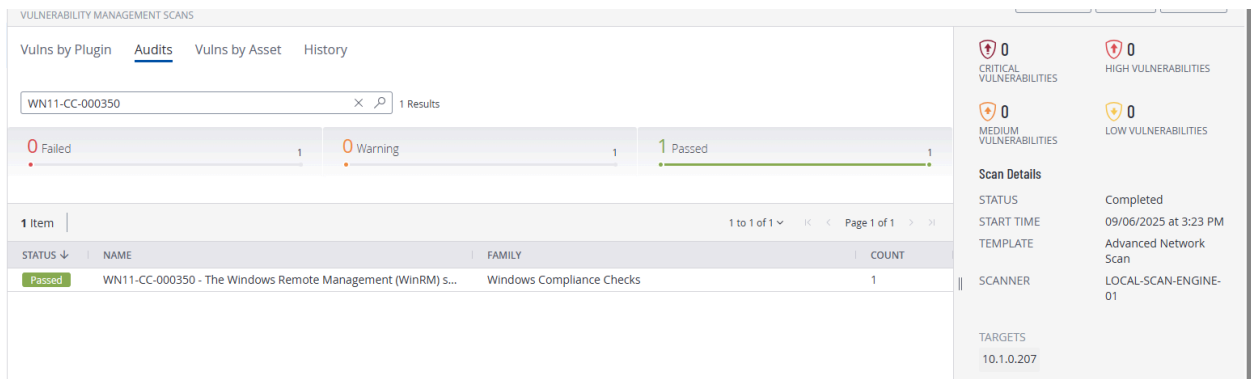 VULNERABILITY MANAGEMENT SCANS
Vulns by Plugin Audits Vulns by Asset History
WN11-CC-000350 1 Results
0 Failed 1
0 Warning 1
1 Passed 1
1 Item 1 to 1 of 1 Page 1 of 1
STATUS NAME FAMILY COUNT
Passed WN11-CC-000350 - The Windows Remote Management (WinRM) s... Windows Compliance Checks 1
0
CRITICAL
VULNERABILITIES
0
HIGH VULNERABILITIES
0
MEDIUM
VULNERABILITIES
0
LOW VULNERABILITIES
Scan Details
STATUS Completed
START TIME 09/06/2025 at 3:23 PM
TEMPLATE Advanced Network
Scan
SCANNER LOCAL-SCAN-ENGINE-
01
TARGETS
10.1.0.207